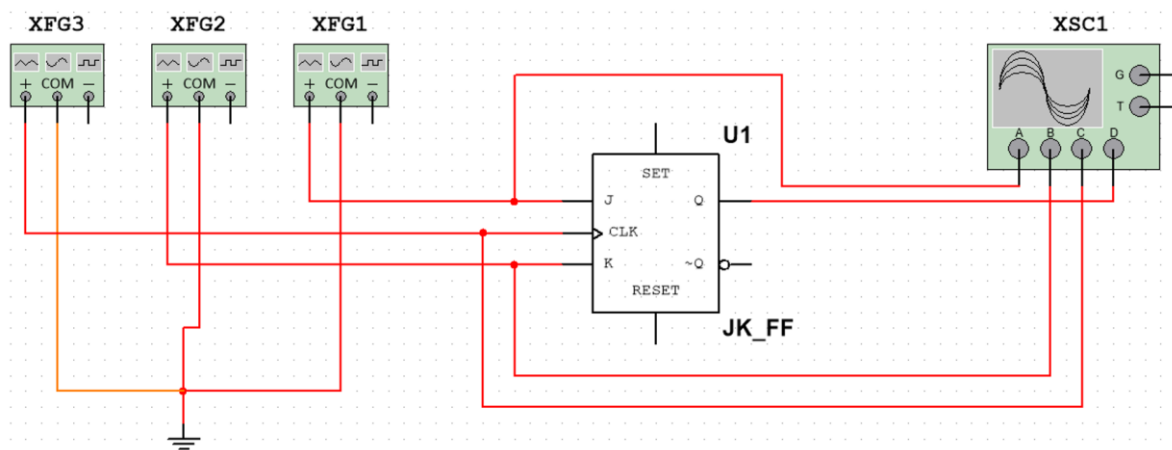 XFG3
XFG2
XFG1
XSC1
+ COM −
+ COM −
+ COM −
G
T
A B C D
U1
SET
J
Q
CLK
K
~Q
RESET
JK_FF